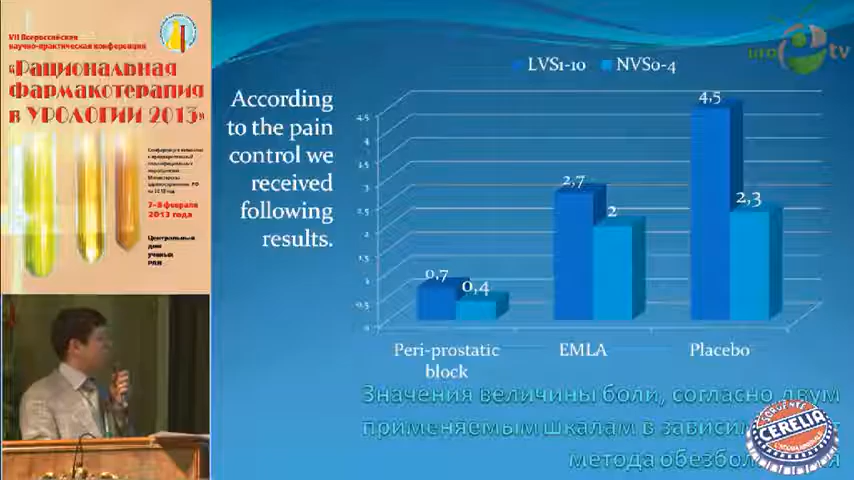 VII Всероссийская
научно-практическая конференция
«Рациональная
фармакотерапия
в УРОЛОГИИ 2013»
7-8 февраля
2013 года
Центральный
дом
ученых
РАН
According
to the pain
control we
received
following
results.
LVS1-10 NVS0-4
4,5
4
3,5
3
2,5
2
1,5
1
0,5
0
0,7
0,4
2,7
2
4,5
2,3
Peri-prostatic
block
EMLA
Placebo
Значения величины боли, согласно двум
применяемым шкалам в
метода
uro tv
SORVENTE
CERELIA